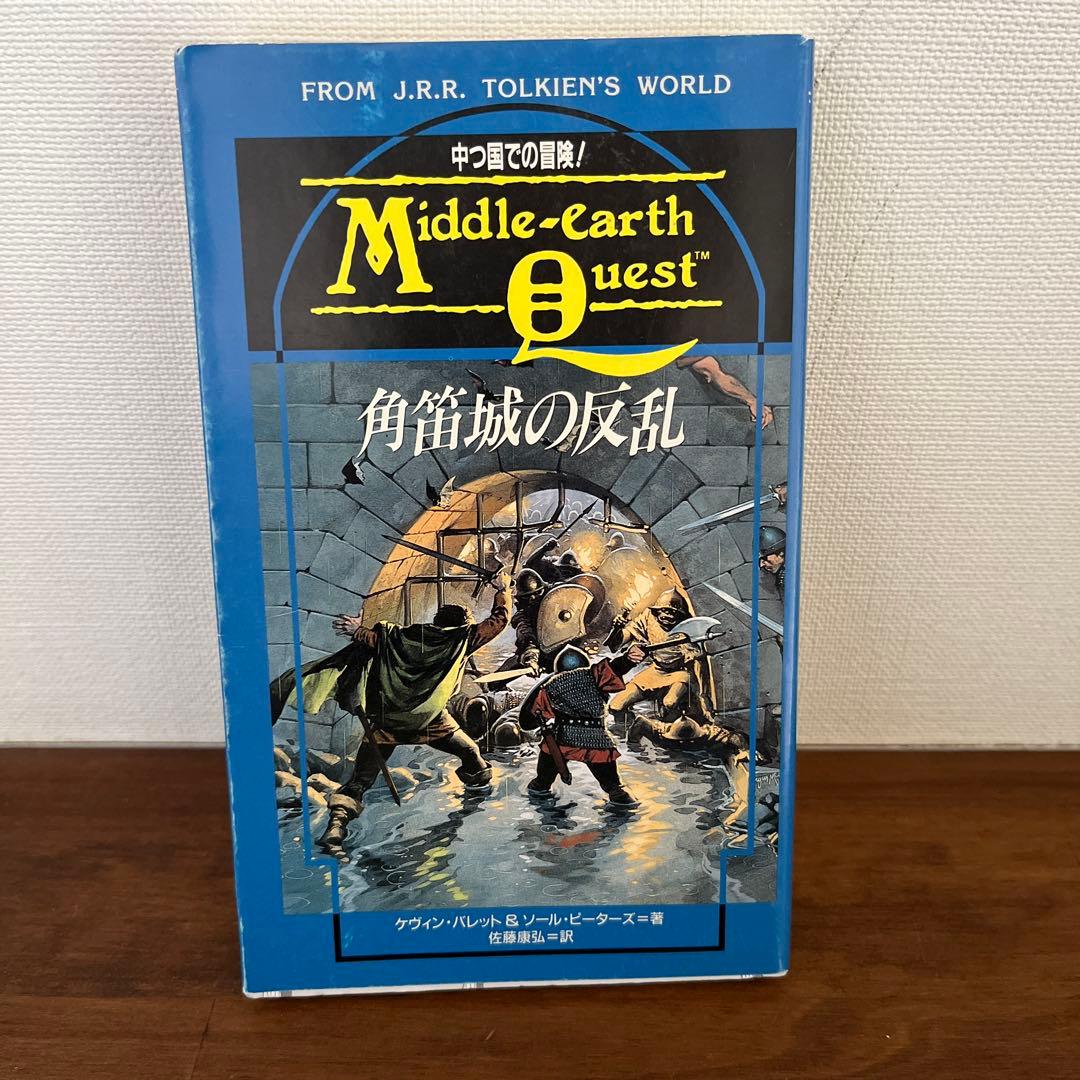 FROM J.R.R. TOLKIEN'S WORLD
中つ国での冒険!
Middle-earth
Quest™
角笛城の反乱
ケヴィン・バレット&ソール・ピーターズ=著
佐藤康弘=訳